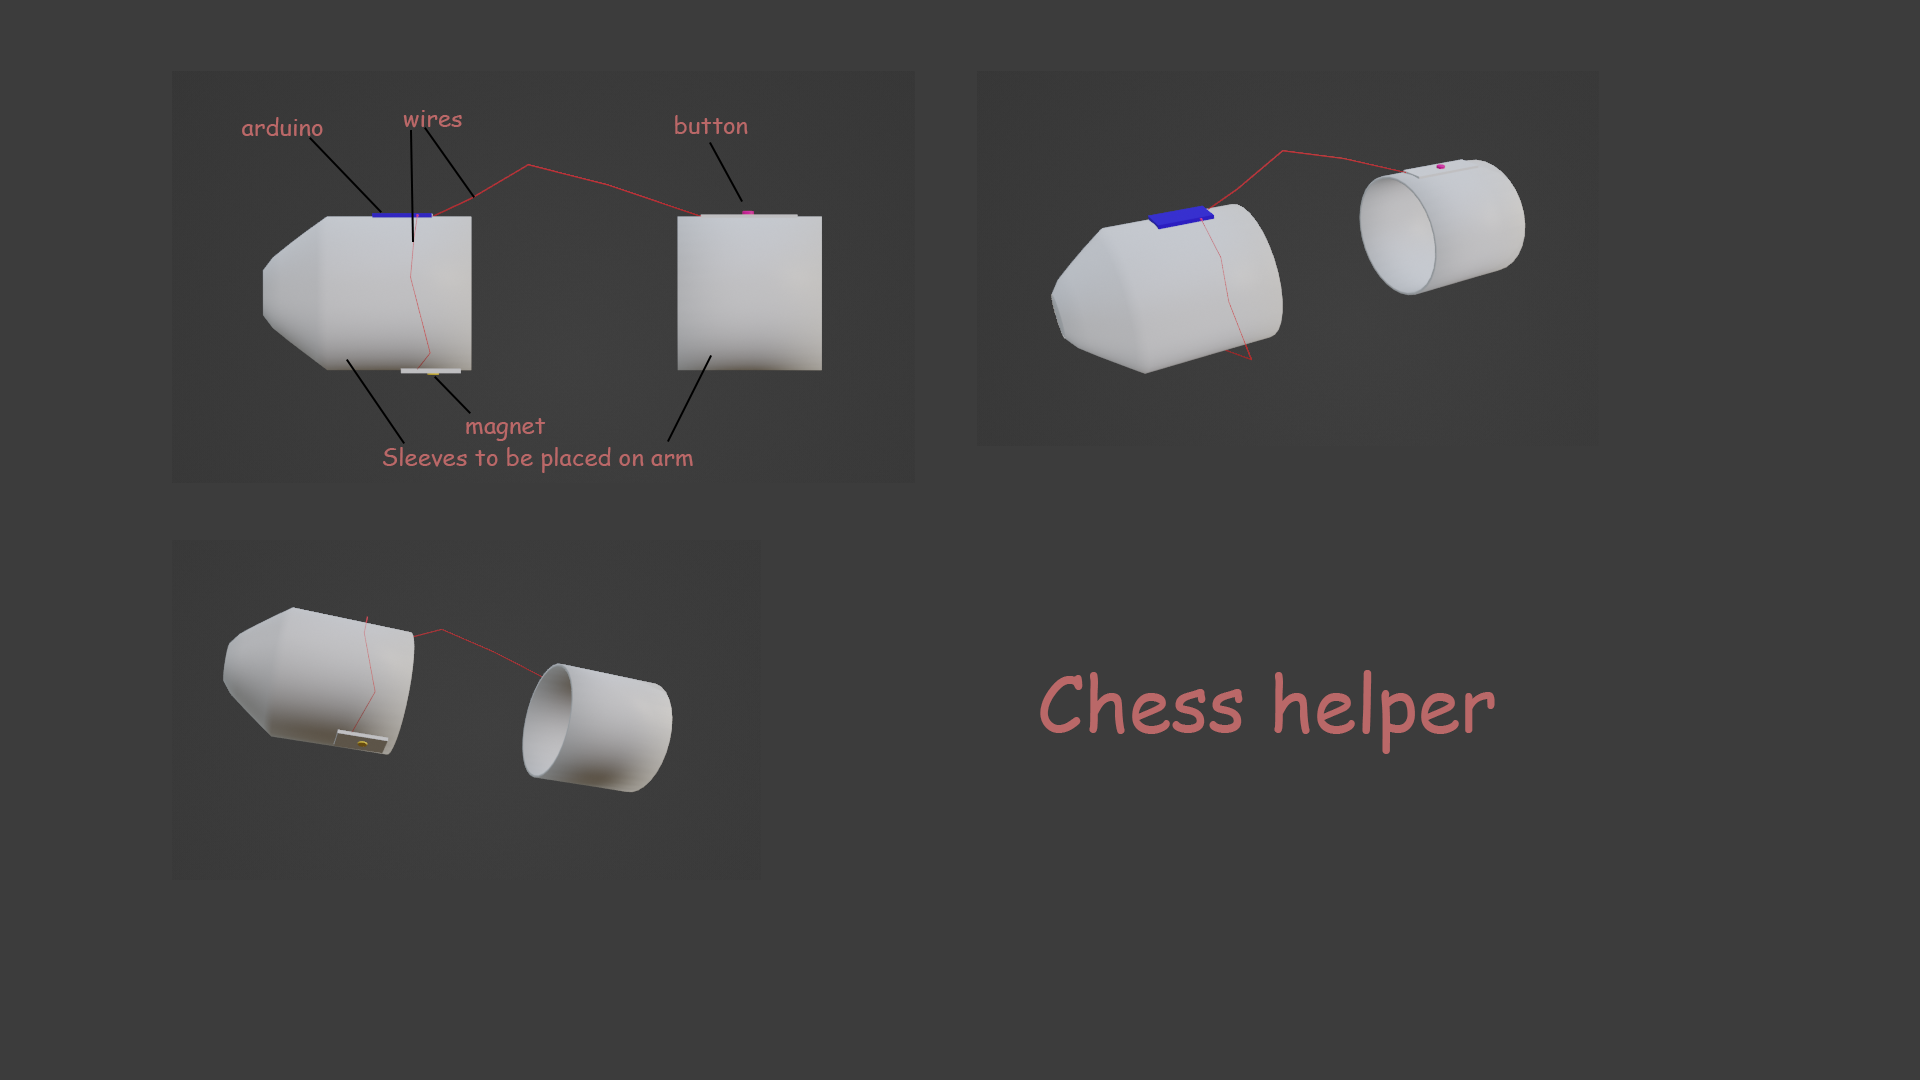 arduino
wires
button
magnet
Sleeves to be placed on arm
Chess helper